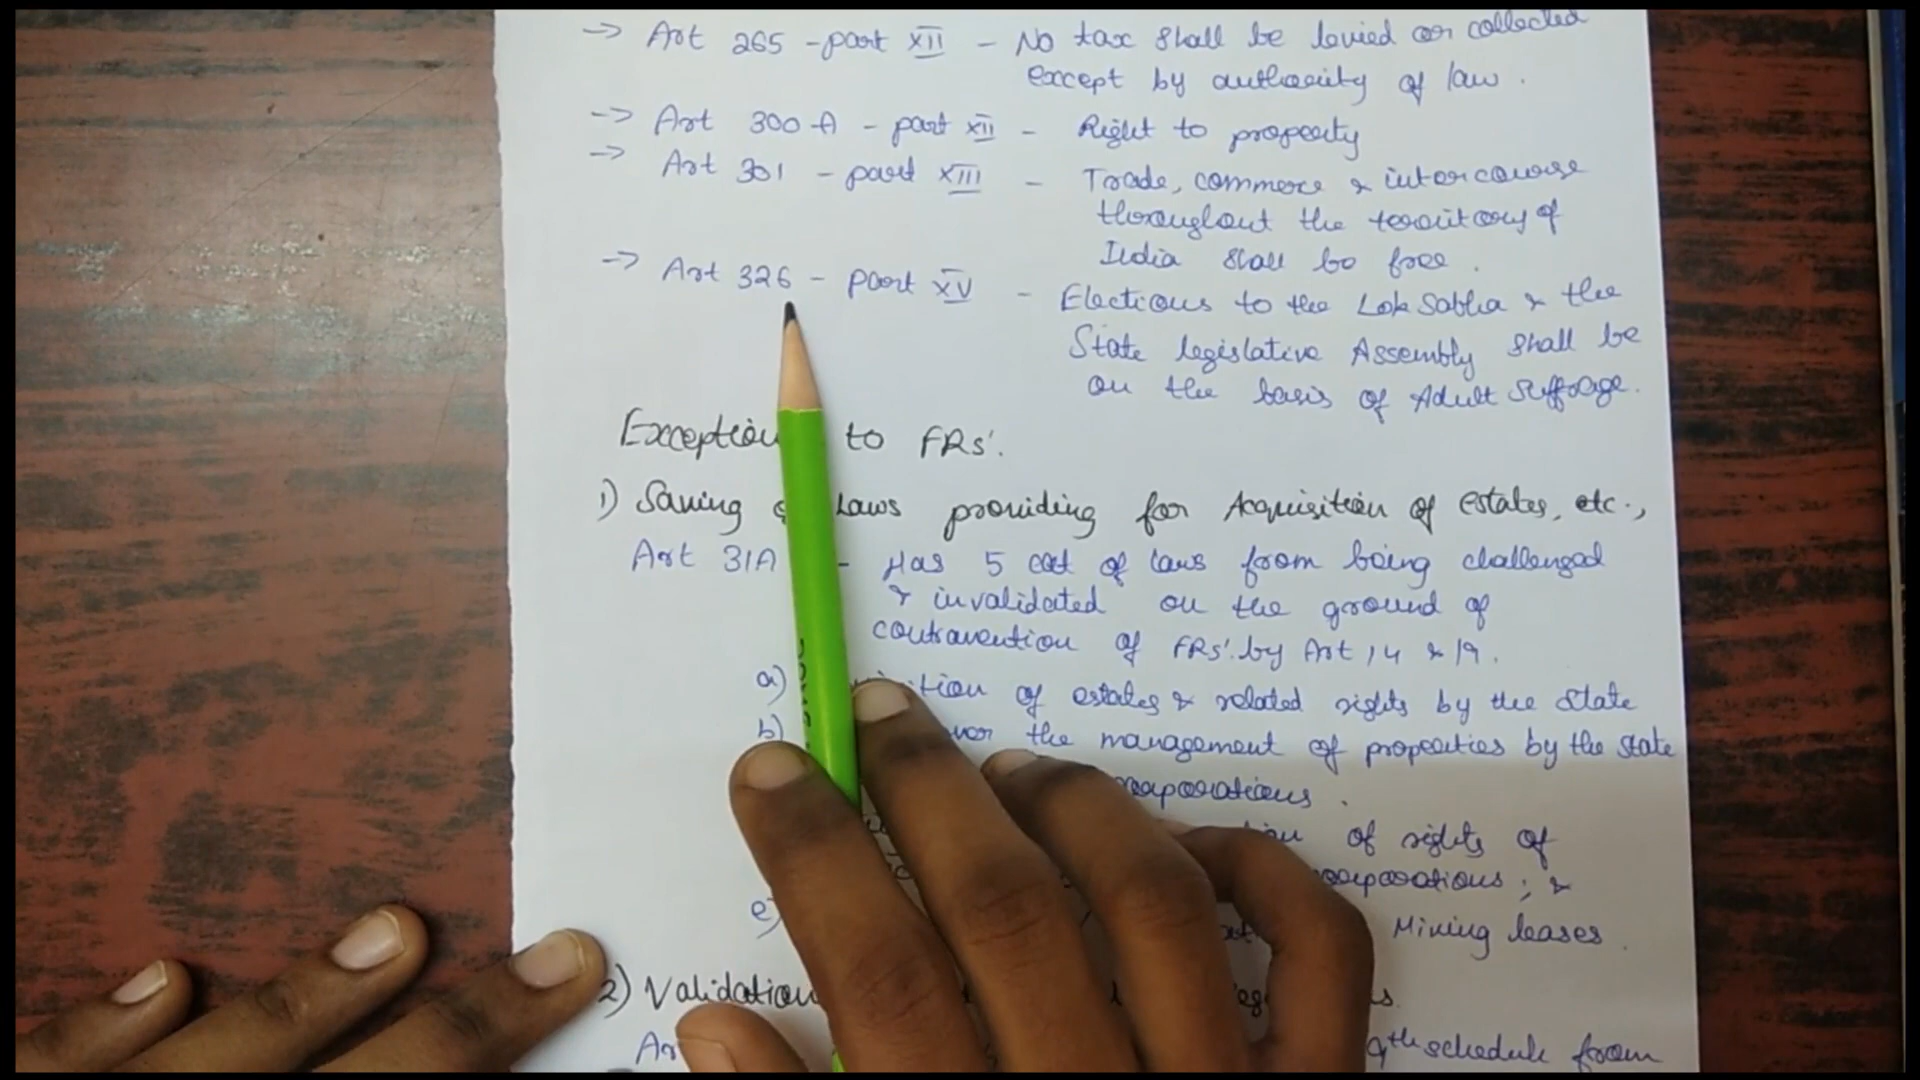 → Art 265 - part XII - No tax shall be levied or collected
except by authority of law.
→ Art 300-A - part XII - Right to property
→ Art 301 - part XIII - Trade, commerce & intercourse
throughout the territory of
India shall be free.
→ Art 326 - part XV - Elections to the Lok Sabha & the
State legislative Assembly shall be
on the basis of Adult Suffrage.
Exception to FRs'.
1) Saving Laws providing for Acquisition of estates, etc.,
Art 31A - Has 5 cat of laws from being challenged
& invalidated on the ground of
contravention of FRs'. by Art 14 & 19.
a) of estates & related rights by the State
b) the management of properties by the state
of rights of
; &
e) Mining leases.
2) Validation
9th schedule from